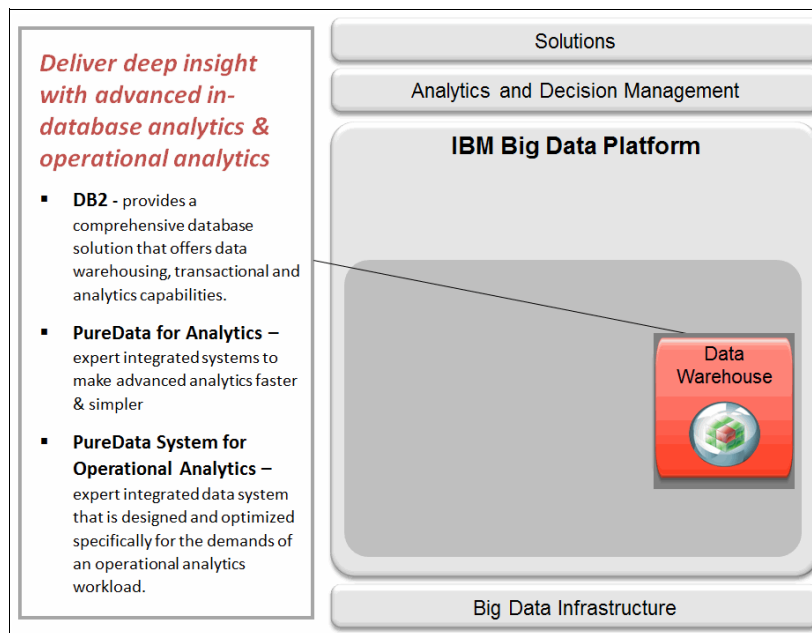 Deliver deep insight
with advanced in-
database analytics &
operational analytics
▪ DB2 - provides a
comprehensive database
solution that offers data
warehousing, transactional and
analytics capabilities.
▪ PureData for Analytics –
expert integrated systems to
make advanced analytics faster
& simpler
▪ PureData System for
Operational Analytics –
expert integrated data system
that is designed and optimized
specifically for the demands of
an operational analytics
workload.
Solutions
Analytics and Decision Management
IBM Big Data Platform
Data
Warehouse
Big Data Infrastructure